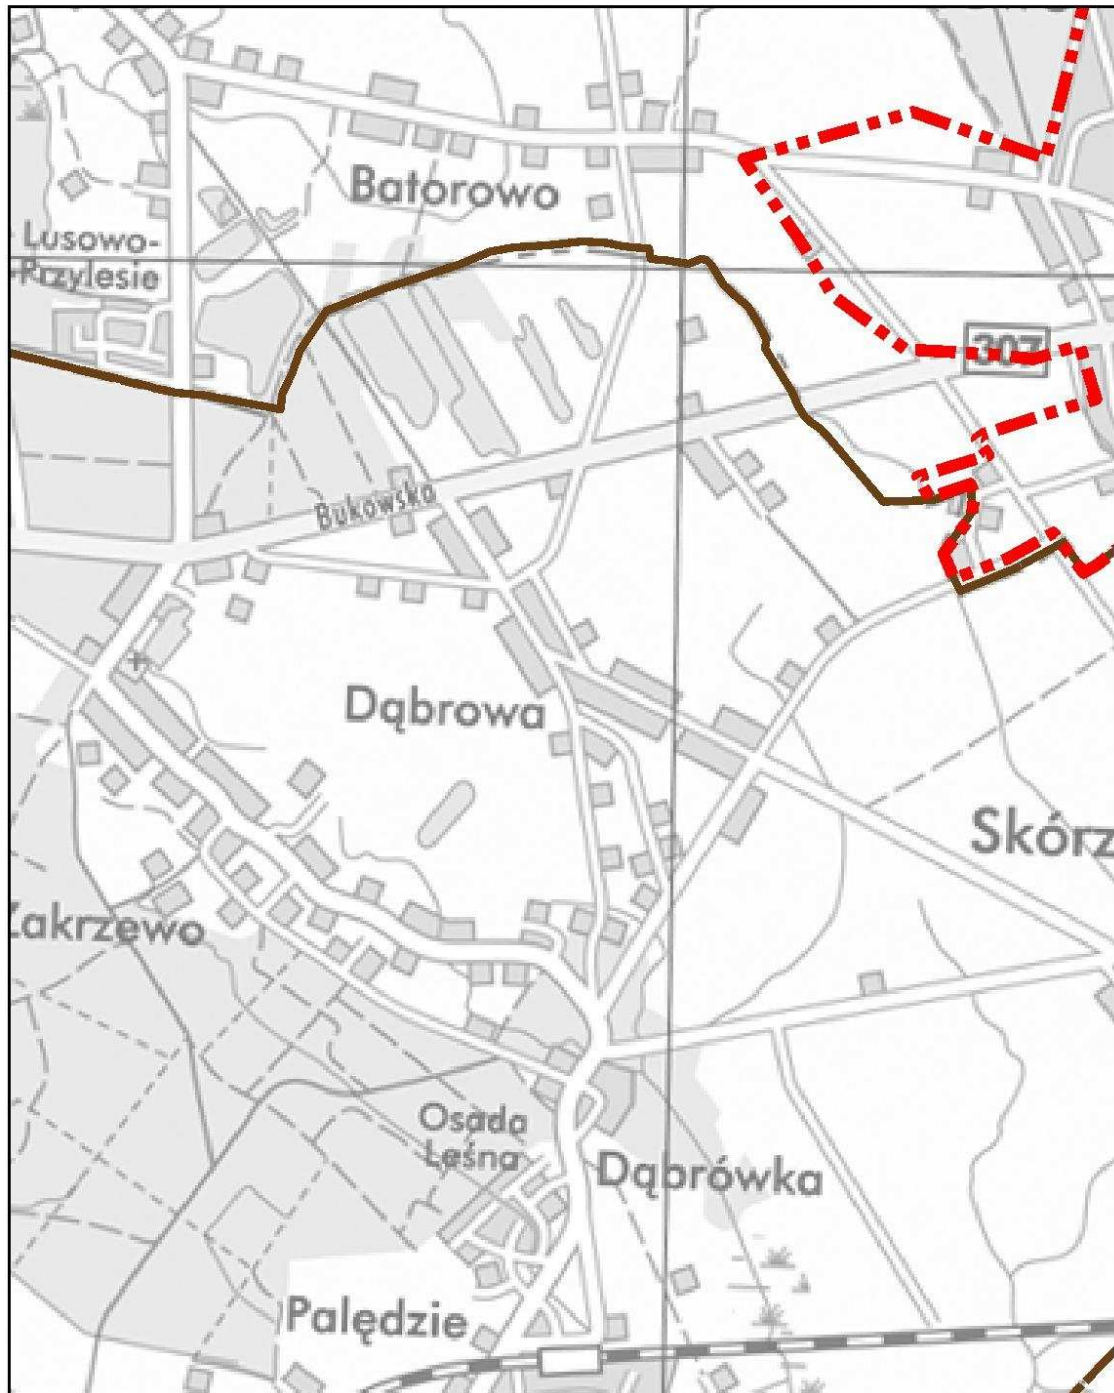 Batorowo
Lusowo-
Przylesie
307
Bukowska
Dąbrowa
Skórz
Zakrzewo
Osada
Leśna
Dąbrówka
Palędzie